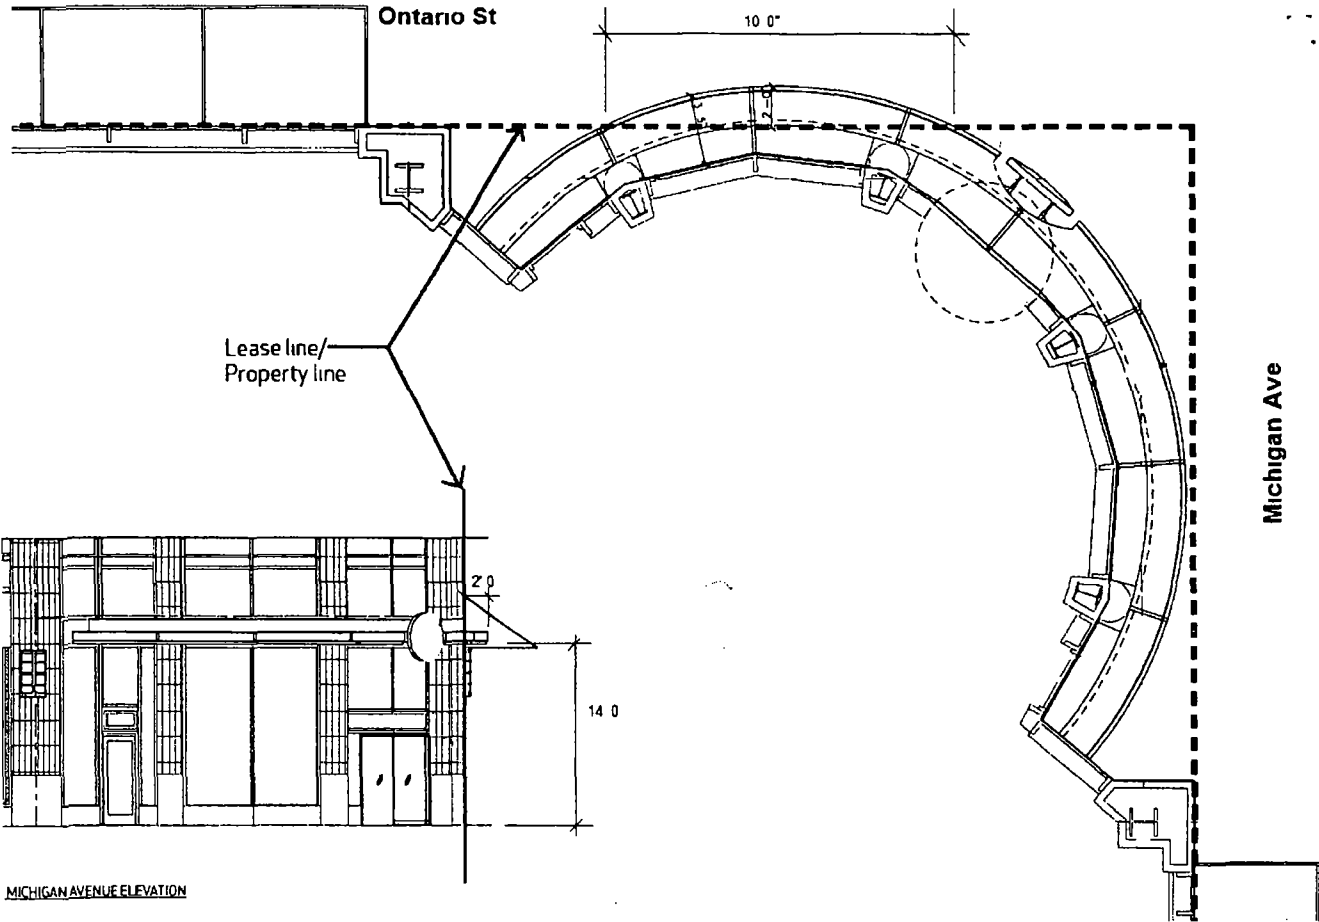 Ontario St
10 0"
Lease line/
Property line
Michigan Ave
2' 0
14 0
MICHIGAN AVENUE ELEVATION